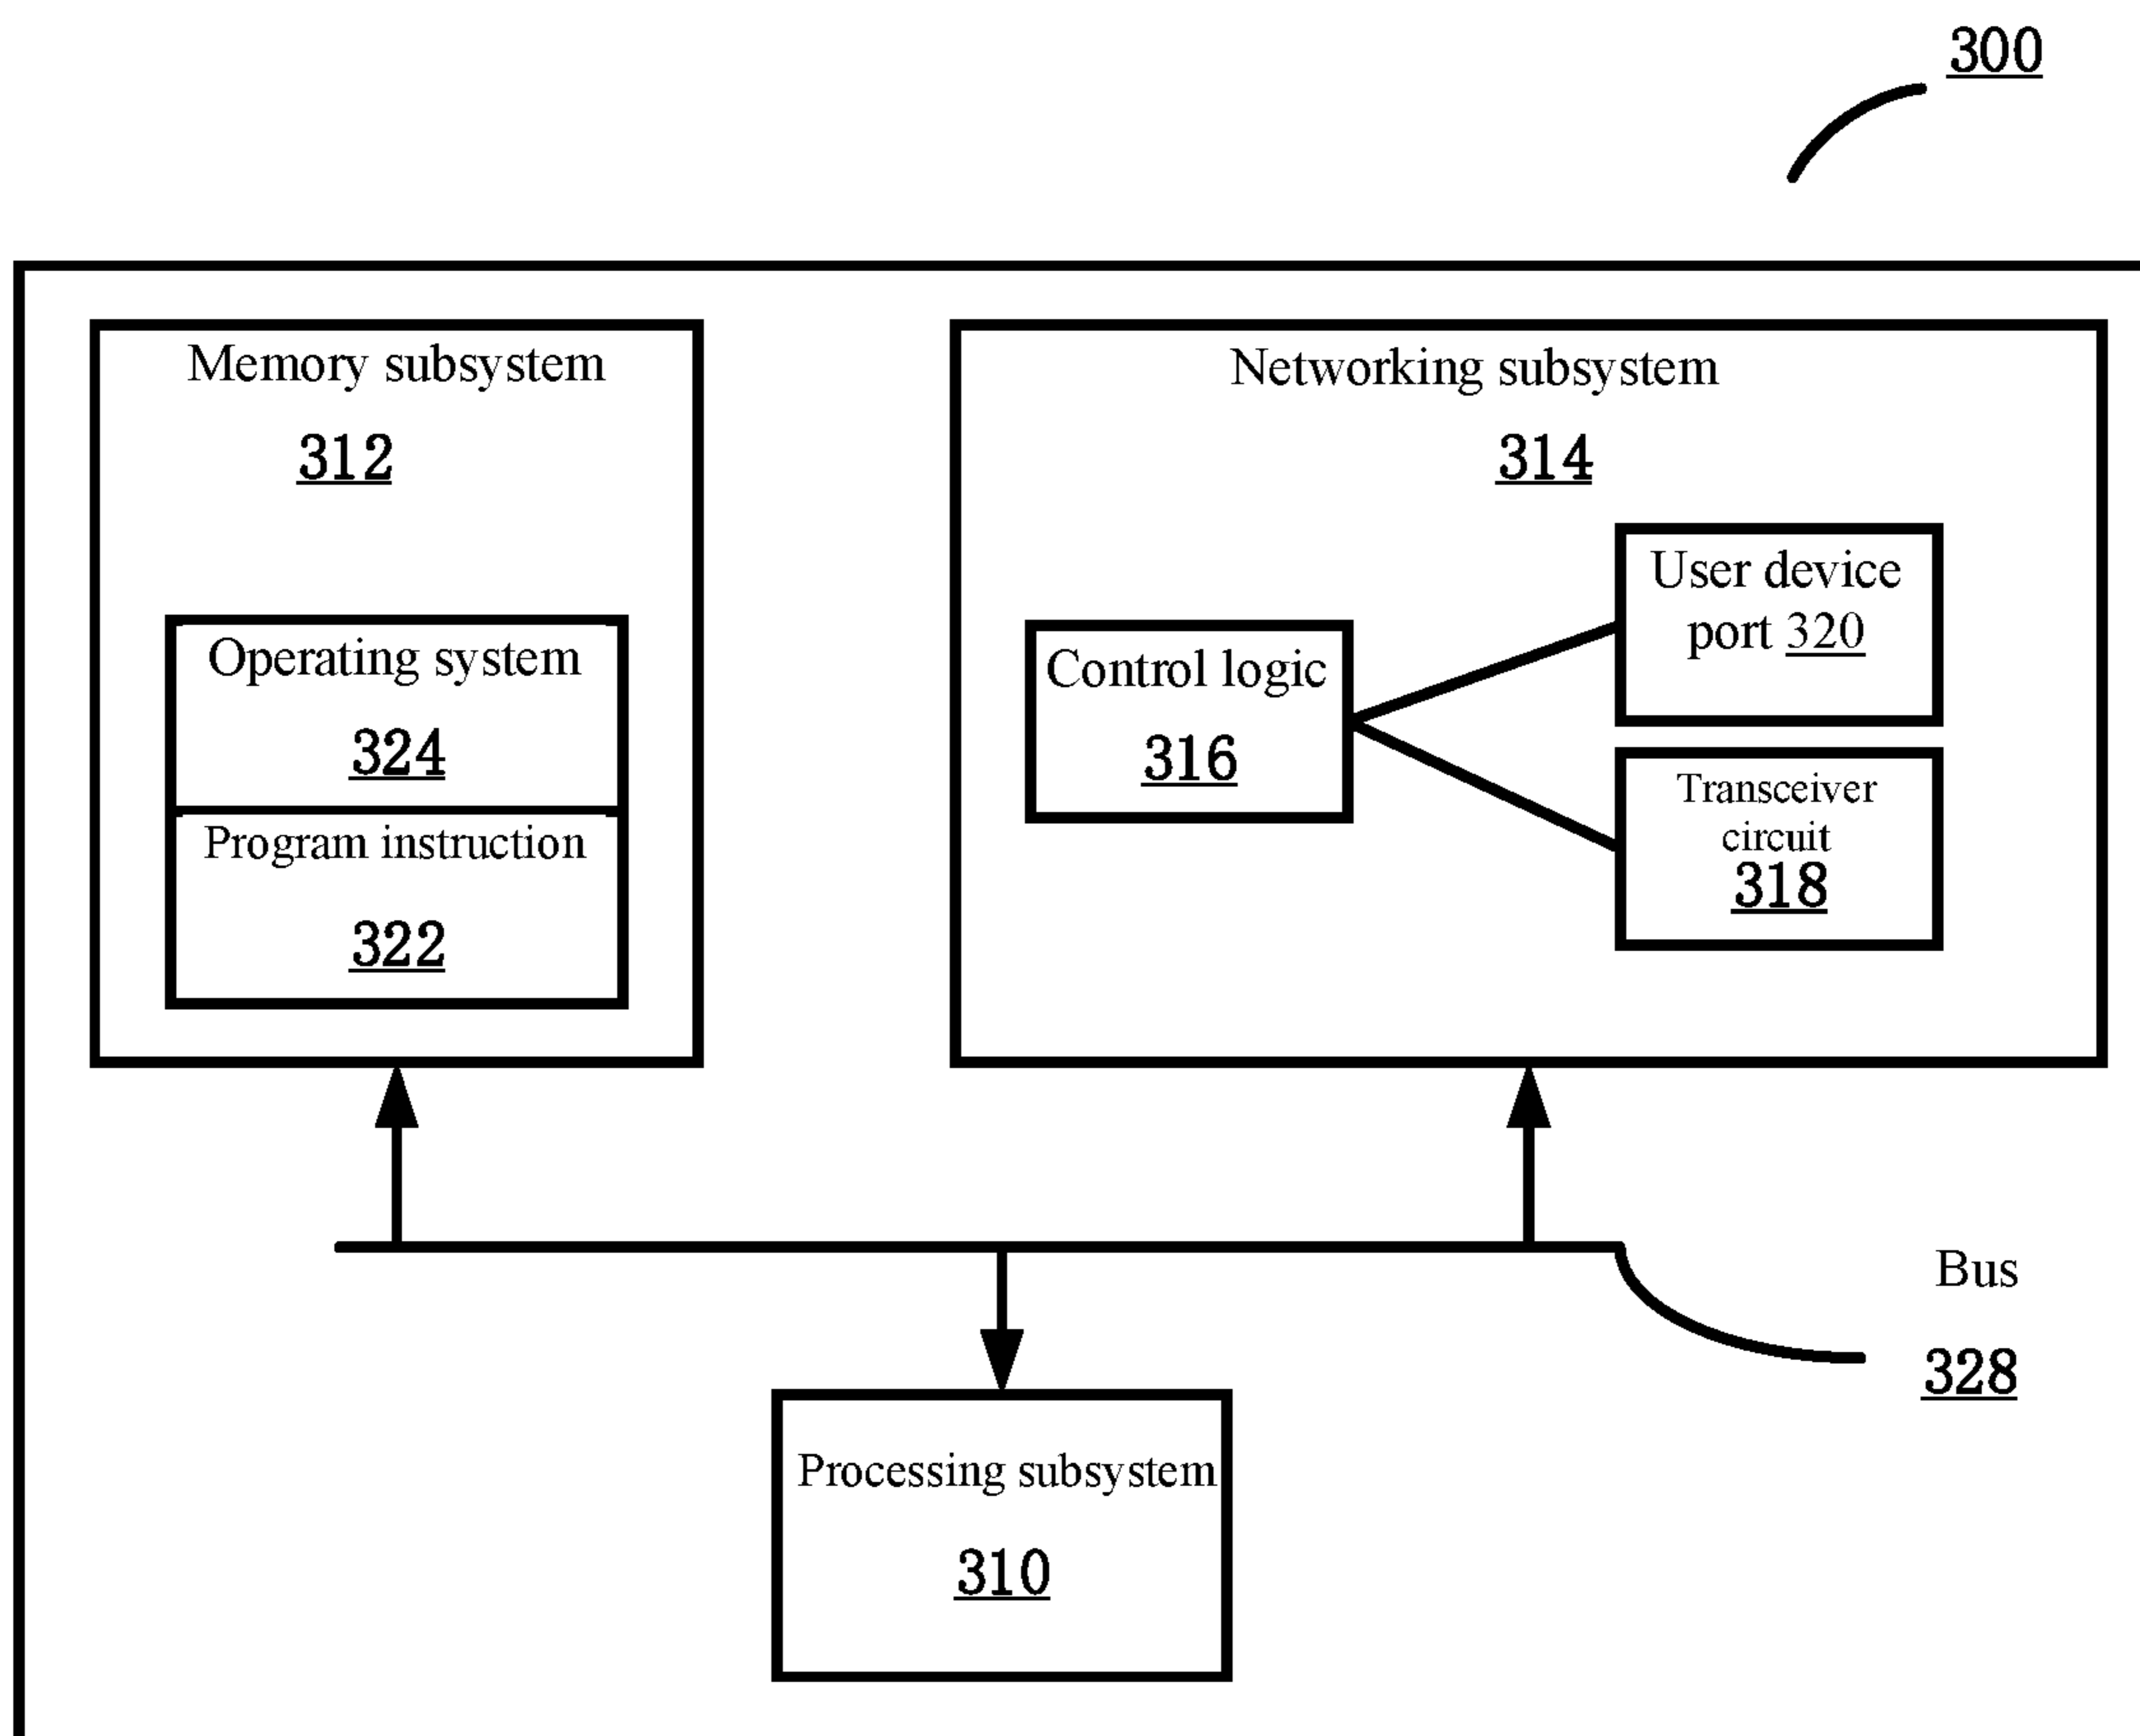 300
Memory subsystem
312
Operating system
324
Program instruction
322
Networking subsystem
314
Control logic
316
User device
port 320
Transceiver
circuit
318
Bus
328
Processing subsystem
310